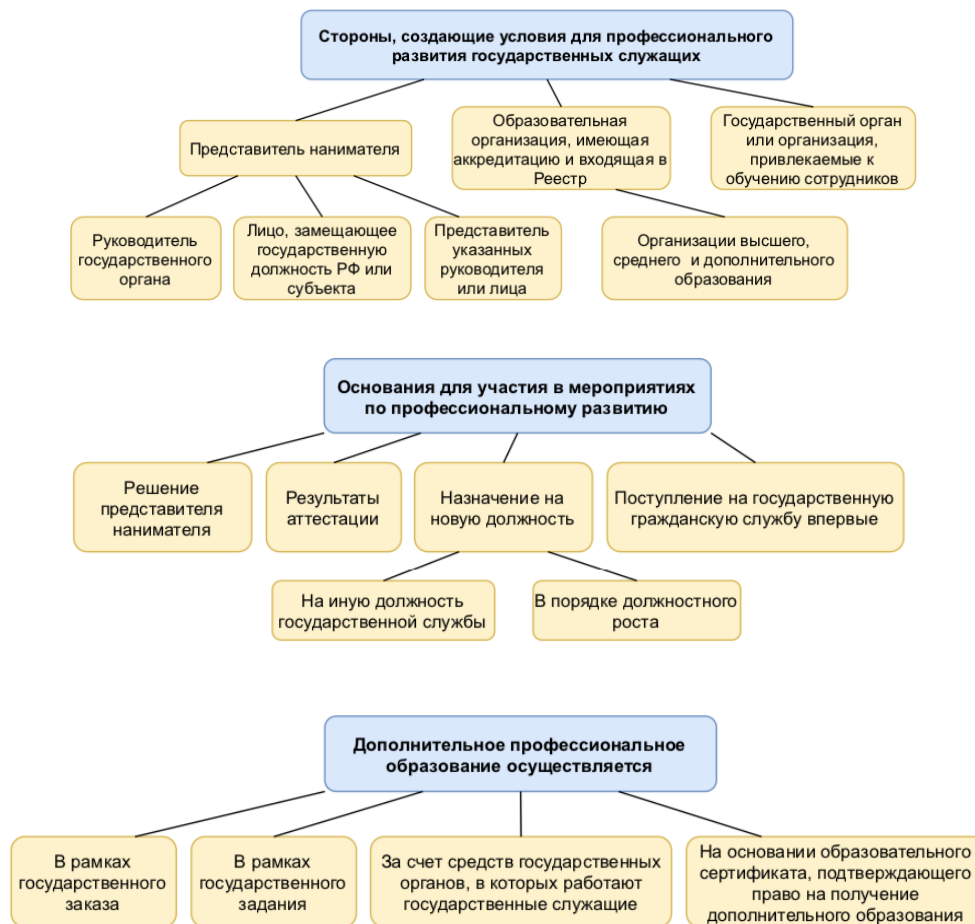 Стороны, создающие условия для профессионального
развития государственных служащих
Представитель нанимателя
Образовательная
организация, имеющая
аккредитацию и входящая в
Реестр
Государственный орган
или организация,
привлекаемые к
обучению сотрудников
Руководитель
государственного
органа
Лицо, замещающее
государственную
должность РФ или
субъекта
Представитель
указанных
руководителя
или лица
Организации высшего,
среднего и дополнительного
образования
Основания для участия в мероприятиях
по профессиональному развитию
Решение
представителя
нанимателя
Результаты
аттестации
Назначение на
новую должность
Поступление на государственную
гражданскую службу впервые
На иную должность
государственной службы
В порядке должностного
роста
Дополнительное профессиональное
образование осуществляется
В рамках
государственного
заказа
В рамках
государственного
задания
За счет средств государственных
органов, в которых работают
государственные служащие
На основании образовательного
сертификата, подтверждающего
право на получение
дополнительного образования